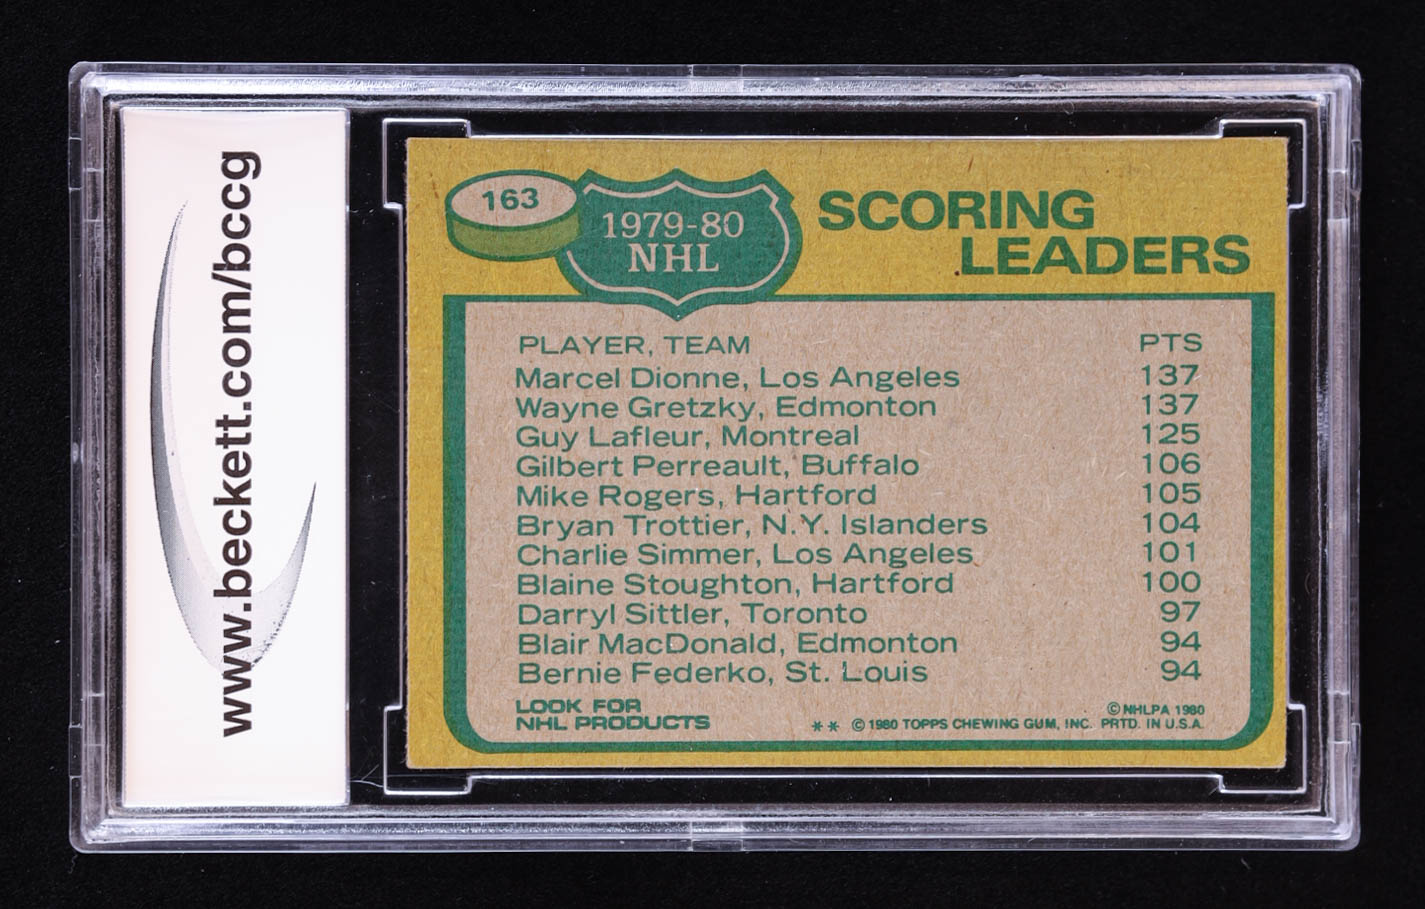 www.beckett.com/bccg
163
1979-80
NHL
SCORING
LEADERS
PLAYER, TEAM PTS
Marcel Dionne, Los Angeles 137
Wayne Gretzky, Edmonton 137
Guy Lafleur, Montreal 125
Gilbert Perreault, Buffalo 106
Mike Rogers, Hartford 105
Bryan Trottier, N.Y. Islanders 104
Charlie Simmer, Los Angeles 101
Blaine Stoughton, Hartford 100
Darryl Sittler, Toronto 97
Blair MacDonald, Edmonton 94
Bernie Federko, St. Louis 94
LOOK FOR
NHL PRODUCTS
© NHLPA 1980
** © 1980 TOPPS CHEWING GUM, INC. PRTD. IN U.S.A.